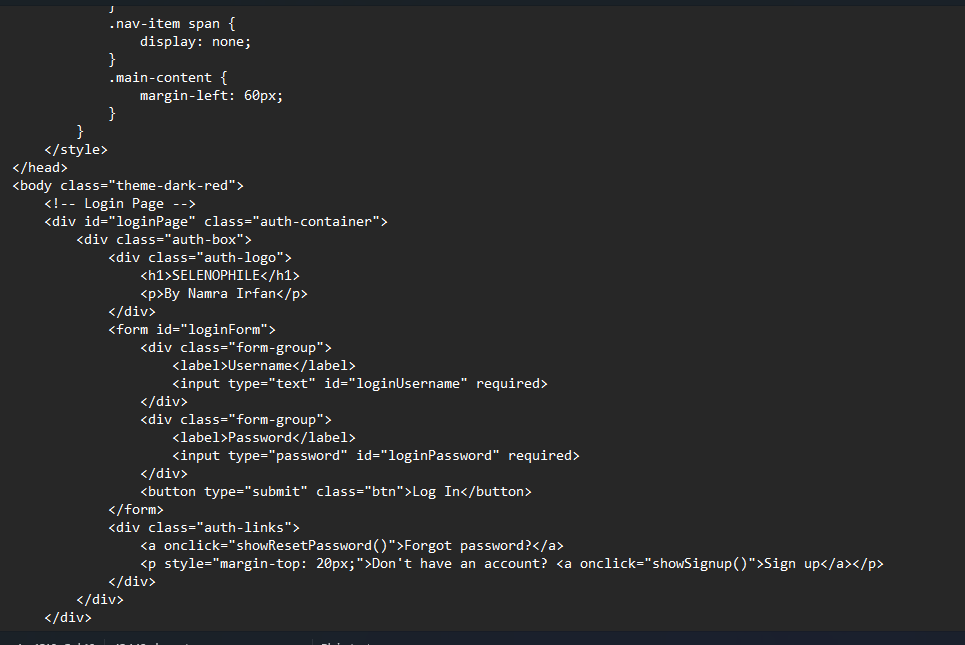 }
.nav-item span {
display: none;
}
.main-content {
margin-left: 60px;
}
}
</style>
</head>
<body class="theme-dark-red">
<!-- Login Page -->
<div id="loginPage" class="auth-container">
<div class="auth-box">
<div class="auth-logo">
<h1>SELENOPHILE</h1>
<p>By Namra Irfan</p>
</div>
<form id="loginForm">
<div class="form-group">
<label>Username</label>
<input type="text" id="loginUsername" required>
</div>
<div class="form-group">
<label>Password</label>
<input type="password" id="loginPassword" required>
</div>
<button type="submit" class="btn">Log In</button>
</form>
<div class="auth-links">
<a onclick="showResetPassword()">Forgot password?</a>
<p style="margin-top: 20px;">Don't have an account? <a onclick="showSignup()">Sign up</a></p>
</div>
</div>
</div>